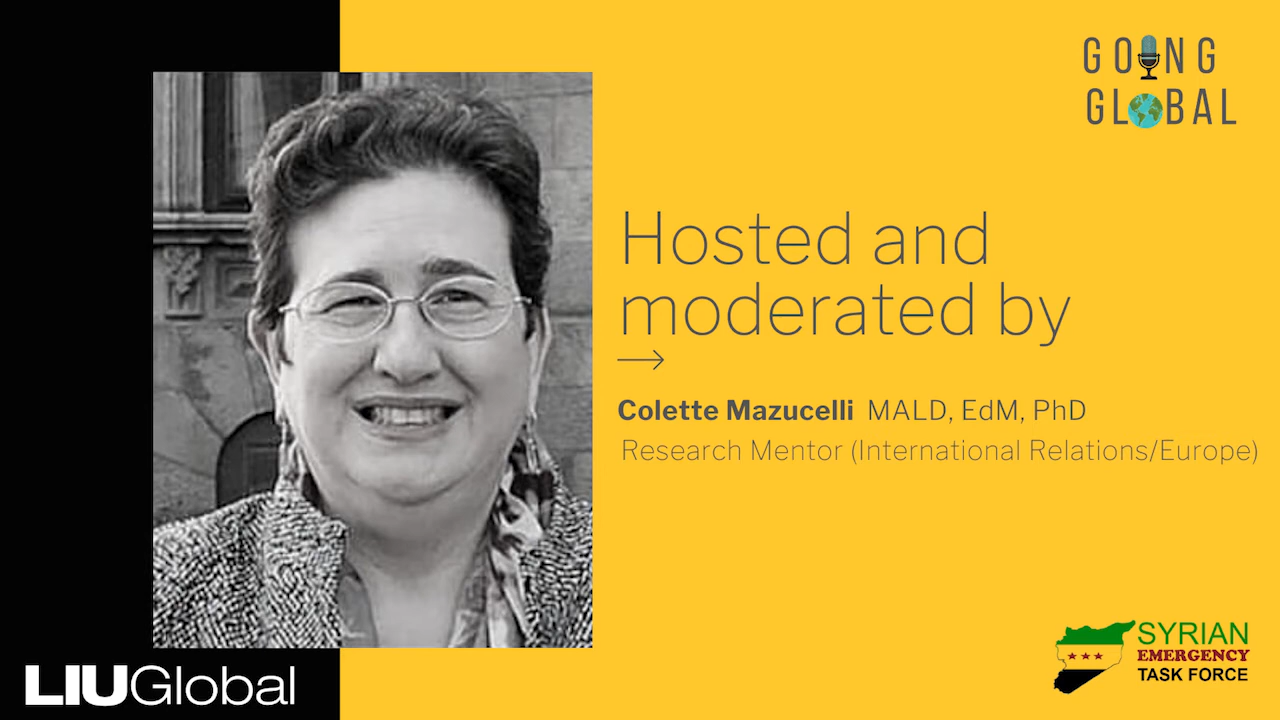 GOING
GLOBAL
Hosted and
moderated by
Colette Mazucelli MALD, EdM, PhD
Research Mentor (International Relations/Europe)
SYRIAN
EMERGENCY
TASK FORCE
LIUGlobal